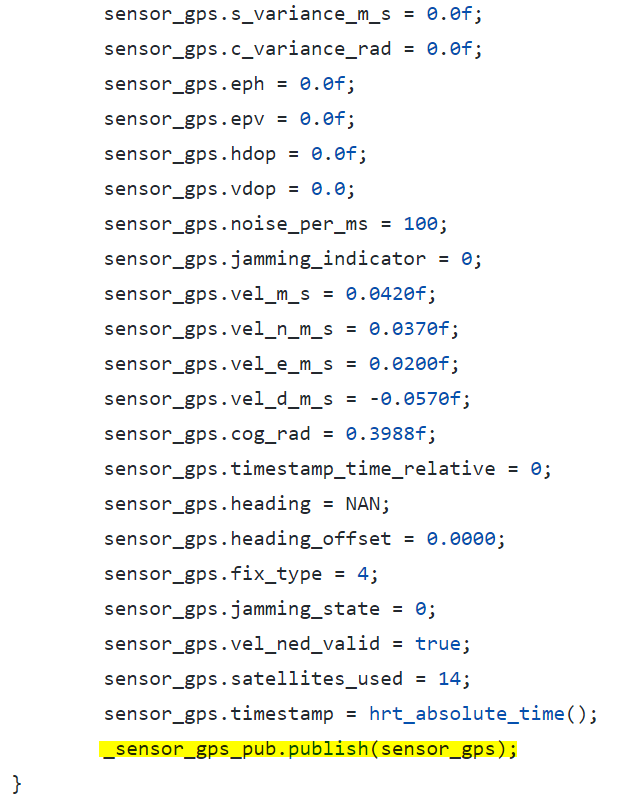 sensor_gps.s_variance_m_s = 0.0f;
sensor_gps.c_variance_rad = 0.0f;
sensor_gps.eph = 0.0f;
sensor_gps.epv = 0.0f;
sensor_gps.hdop = 0.0f;
sensor_gps.vdop = 0.0;
sensor_gps.noise_per_ms = 100;
sensor_gps.jamming_indicator = 0;
sensor_gps.vel_m_s = 0.0420f;
sensor_gps.vel_n_m_s = 0.0370f;
sensor_gps.vel_e_m_s = 0.0200f;
sensor_gps.vel_d_m_s = -0.0570f;
sensor_gps.cog_rad = 0.3988f;
sensor_gps.timestamp_time_relative = 0;
sensor_gps.heading = NAN;
sensor_gps.heading_offset = 0.0000;
sensor_gps.fix_type = 4;
sensor_gps.jamming_state = 0;
sensor_gps.vel_ned_valid = true;
sensor_gps.satellites_used = 14;
sensor_gps.timestamp = hrt_absolute_time();
_sensor_gps_pub.publish(sensor_gps);
}